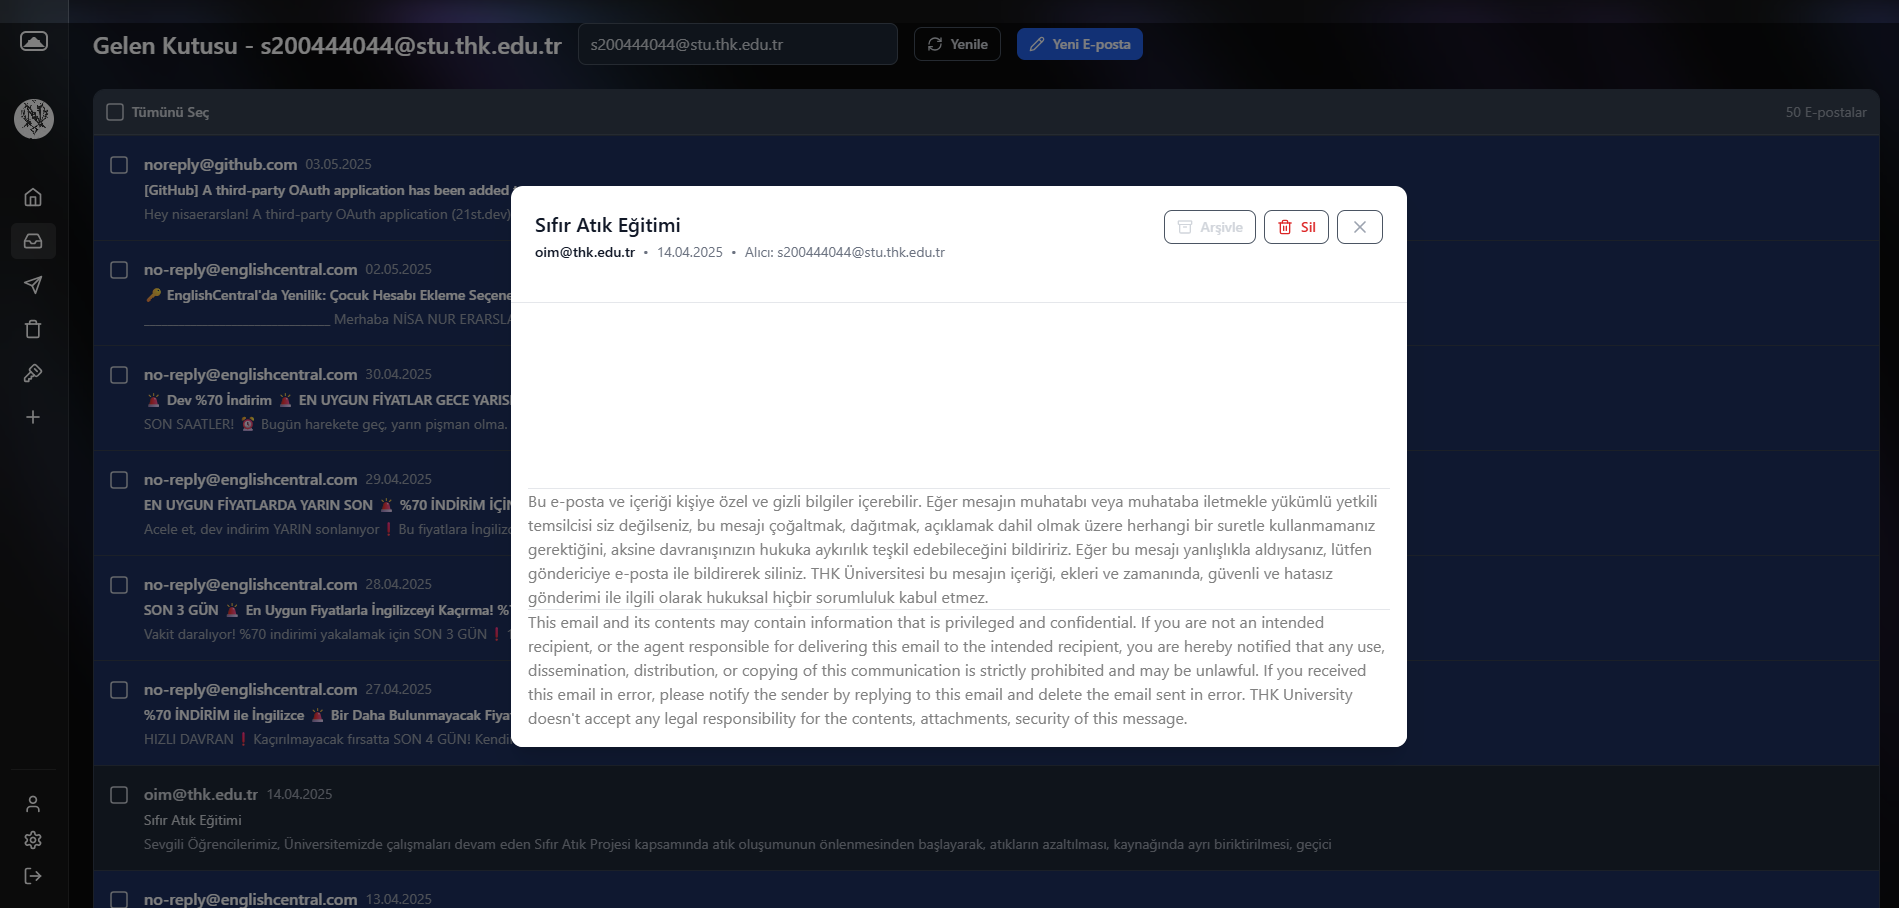 Gelen Kutusu - s200444044@stu.thk.edu.tr
s200444044@stu.thk.edu.tr
Yenile
Yeni E-posta
Tümünü Seç
50 E-postalar
noreply@github.com 03.05.2025
[GitHub] A third-party OAuth application has been added
Hey nisaerarslan! A third-party OAuth application (21st.dev)
no-reply@englishcentral.com 02.05.2025
🔑 EnglishCentral'da Yenilik: Çocuk Hesabı Ekleme
Merhaba NİSA NUR
no-reply@englishcentral.com 30.04.2025
🚨 Dev %70 İndirim 🚨 EN UYGUN FİYATLAR GECE
SON SAATLER! ⏰ Bugün harekete geç, yarın pişman olma.
no-reply@englishcentral.com 29.04.2025
EN UYGUN FİYATLARDA YARIN SON 🚨 %70 İNDİRİM
Acele et, dev indirim YARIN sonlanıyor❗ Bu fiyatlara
no-reply@englishcentral.com 28.04.2025
SON 3 GÜN 🚨 En Uygun Fiyatlarla İngilizceyi Kaçırma!
Vakit daralıyor! %70 indirimi yakalamak için SON 3 GÜN❗
no-reply@englishcentral.com 27.04.2025
%70 İNDİRİM ile İngilizce 🚨 Bir Daha Bulunmayacak
HIZLI DAVRAN❗ Kaçırılmayacak fırsatta SON 4 GÜN!
oim@thk.edu.tr 14.04.2025
Sıfır Atık Eğitimi
Sevgili Öğrencilerimiz, Üniversitemizde çalışmaları devam eden Sıfır Atık Projesi kapsamında atık oluşumunun önlenmesinden başlayarak, atıkların azaltılması, kaynağında ayrı biriktirilmesi, geçici
no-reply@englishcentral.com 13.04.2025
Sıfır Atık Eğitimi
Arşivle
Sil
oim@thk.edu.tr • 14.04.2025 • Alıcı: s200444044@stu.thk.edu.tr
Bu e-posta ve içeriği kişiye özel ve gizli bilgiler içerebilir. Eğer mesajın muhatabı veya muhataba iletmekle yükümlü yetkili
temsilcisi siz değilseniz, bu mesajı çoğaltmak, dağıtmak, açıklamak dahil olmak üzere herhangi bir suretle kullanmamanız
gerektiğini, aksine davranışınızın hukuka aykırılık teşkil edebileceğini bildiririz. Eğer bu mesajı yanlışlıkla aldıysanız, lütfen
göndericiye e-posta ile bildirerek siliniz. THK Üniversitesi bu mesajın içeriği, ekleri ve zamanında, güvenli ve hatasız
gönderimi ile ilgili olarak hukuksal hiçbir sorumluluk kabul etmez.
This email and its contents may contain information that is privileged and confidential. If you are not an intended
recipient, or the agent responsible for delivering this email to the intended recipient, you are hereby notified that any use,
dissemination, distribution, or copying of this communication is strictly prohibited and may be unlawful. If you received
this email in error, please notify the sender by replying to this email and delete the email sent in error. THK University
doesn't accept any legal responsibility for the contents, attachments, security of this message.